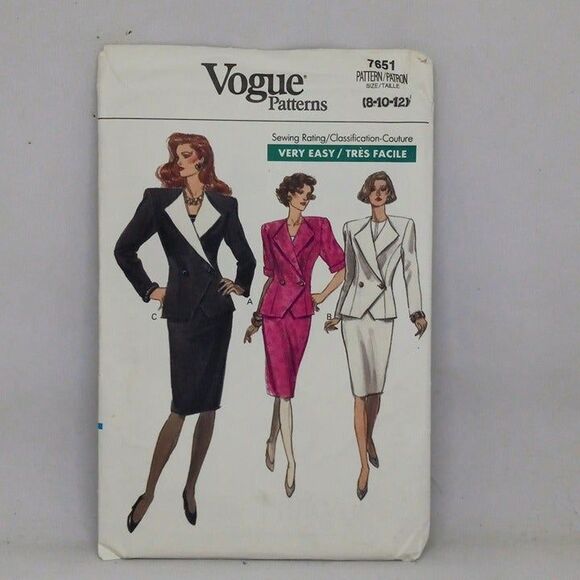 Vogue®
Patterns
7651
PATTERN/PATRON
SIZE/TAILLE
(8-10-12)
Sewing Rating/Classification-Couture
VERY EASY/TRÈS FACILE
C
A
B